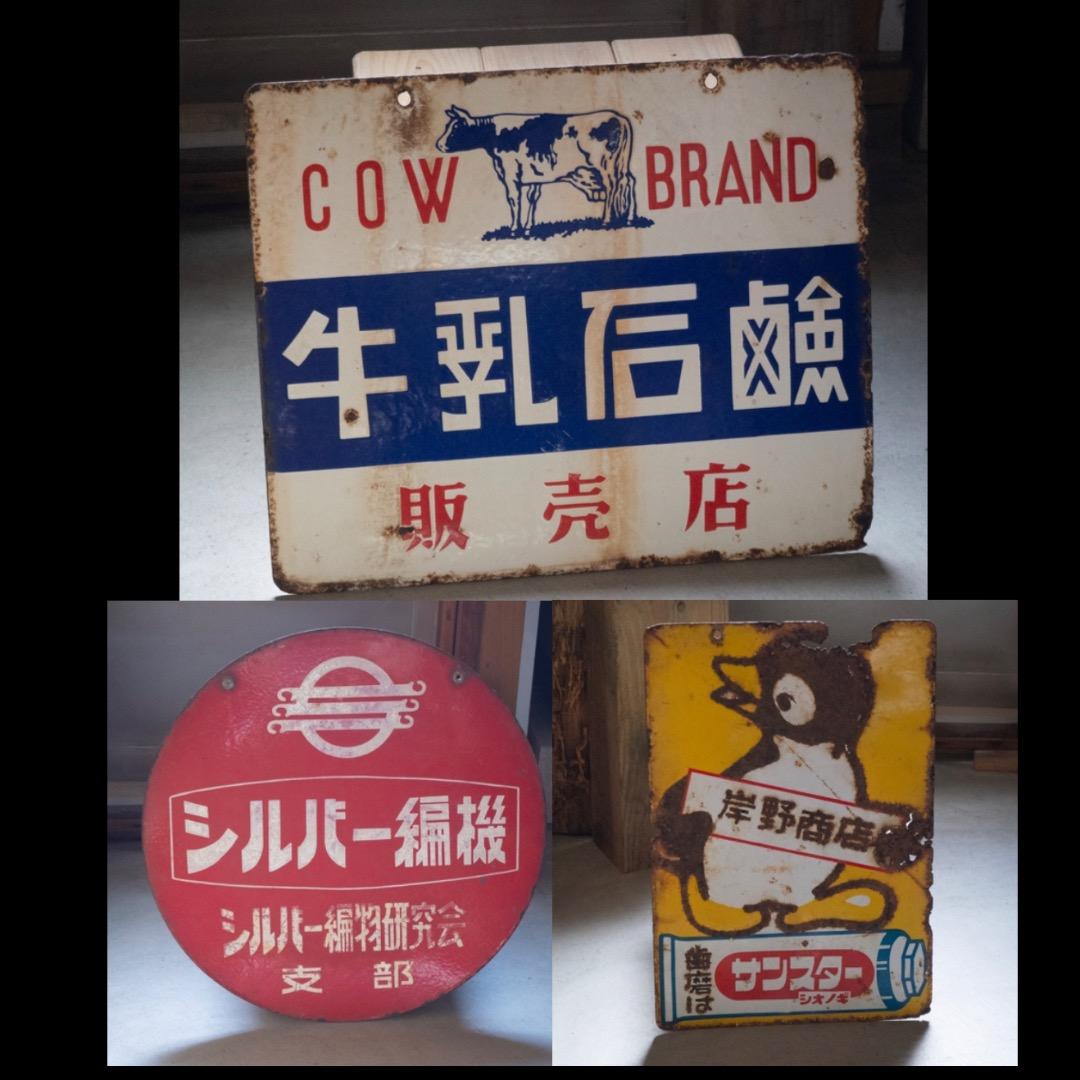 COW BRAND
牛乳石鹼
販売店
シルバー編機
シルバー編物研究会
支部
岸野商店
歯磨は
サンスター
シオノギ